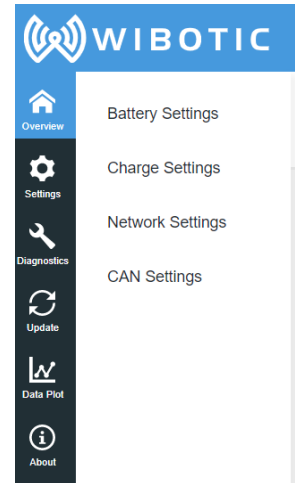 WIBOTIC
Overview
Settings
Diagnostics
Update
Data Plot
About
Battery Settings
Charge Settings
Network Settings
CAN Settings